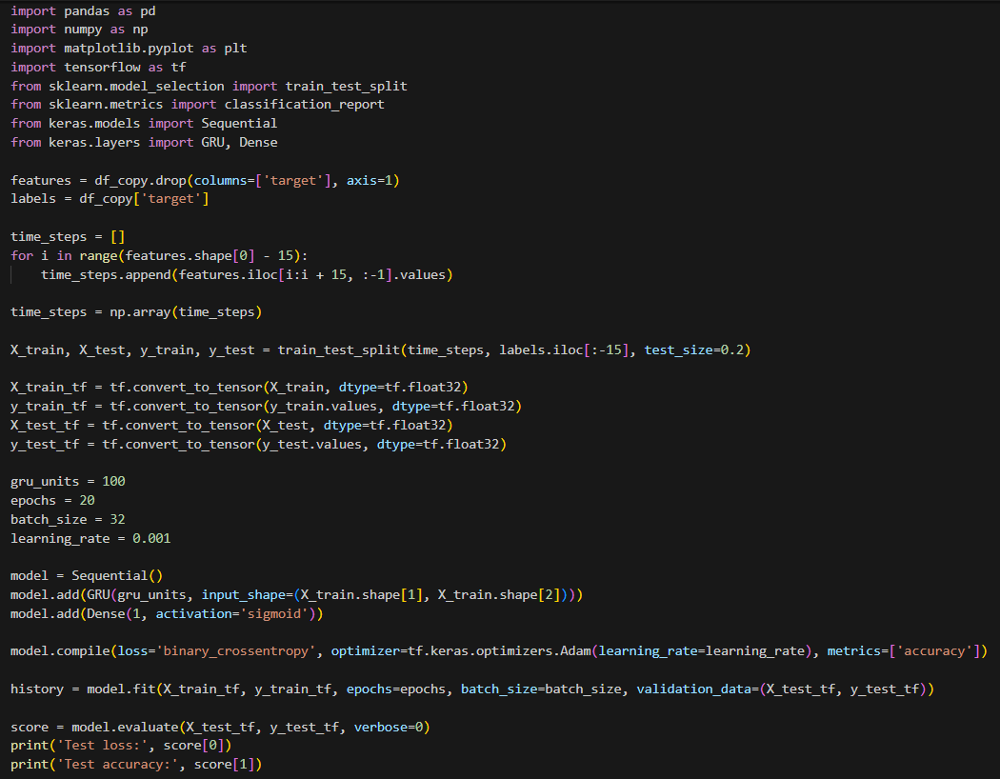 import pandas as pd
import numpy as np
import matplotlib.pyplot as plt
import tensorflow as tf
from sklearn.model_selection import train_test_split
from sklearn.metrics import classification_report
from keras.models import Sequential
from keras.layers import GRU, Dense

features = df_copy.drop(columns=['target'], axis=1)
labels = df_copy['target']

time_steps = []
for i in range(features.shape[0] - 15):
    time_steps.append(features.iloc[i:i + 15, :-1].values)

time_steps = np.array(time_steps)

X_train, X_test, y_train, y_test = train_test_split(time_steps, labels.iloc[:-15], test_size=0.2)

X_train_tf = tf.convert_to_tensor(X_train, dtype=tf.float32)
y_train_tf = tf.convert_to_tensor(y_train.values, dtype=tf.float32)
X_test_tf = tf.convert_to_tensor(X_test, dtype=tf.float32)
y_test_tf = tf.convert_to_tensor(y_test.values, dtype=tf.float32)

gru_units = 100
epochs = 20
batch_size = 32
learning_rate = 0.001

model = Sequential()
model.add(GRU(gru_units, input_shape=(X_train.shape[1], X_train.shape[2])))
model.add(Dense(1, activation='sigmoid'))

model.compile(loss='binary_crossentropy', optimizer=tf.keras.optimizers.Adam(learning_rate=learning_rate), metrics=['accuracy'])

history = model.fit(X_train_tf, y_train_tf, epochs=epochs, batch_size=batch_size, validation_data=(X_test_tf, y_test_tf))

score = model.evaluate(X_test_tf, y_test_tf, verbose=0)
print('Test loss:', score[0])
print('Test accuracy:', score[1])